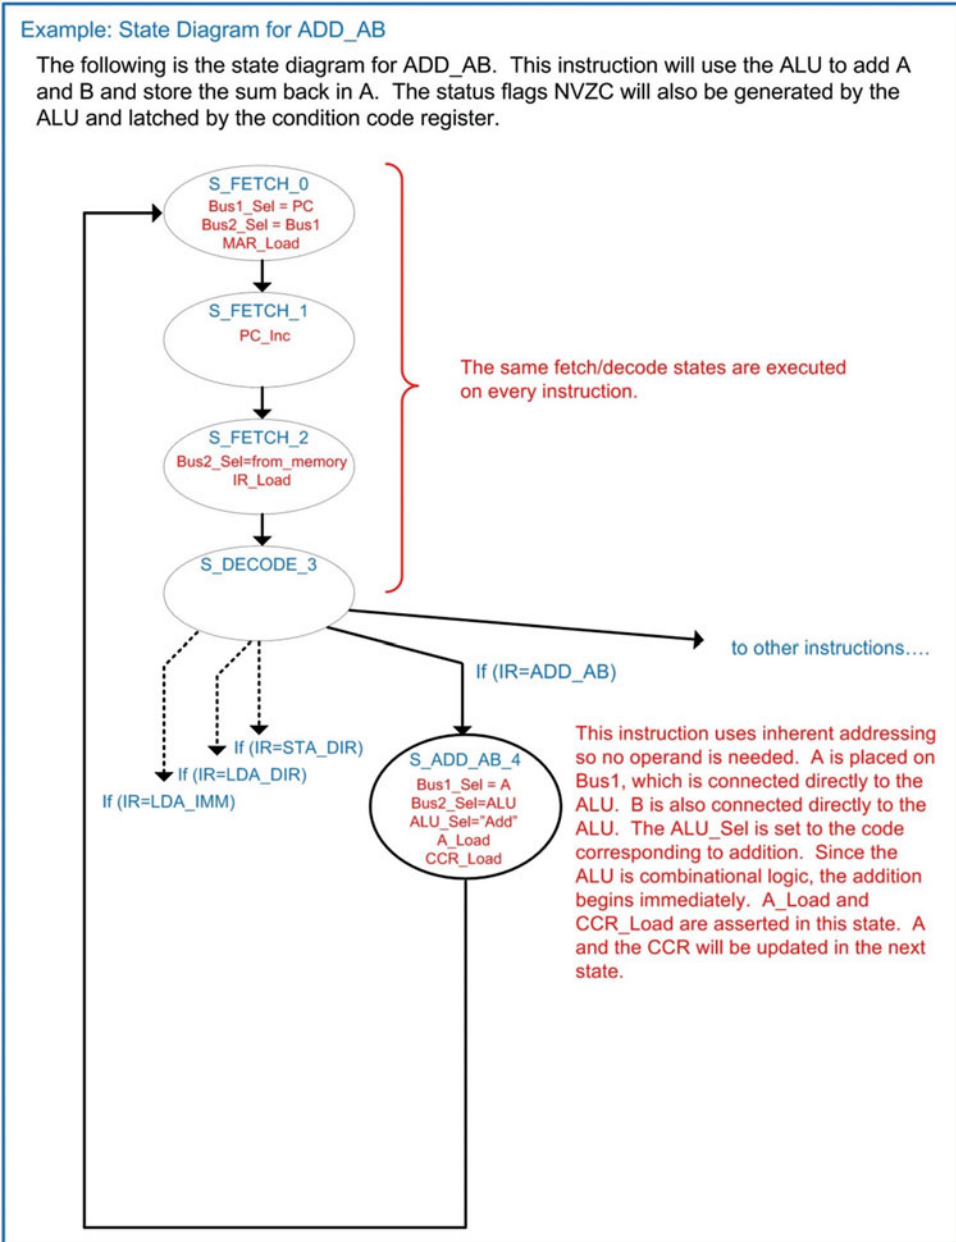 Example: State Diagram for ADD_AB
The following is the state diagram for ADD_AB. This instruction will use the ALU to add A
and B and store the sum back in A. The status flags NVZC will also be generated by the
ALU and latched by the condition code register.
S_FETCH_0
Bus1_Sel = PC
Bus2_Sel = Bus1
MAR_Load
S_FETCH_1
PC_Inc
The same fetch/decode states are executed
on every instruction.
S_FETCH_2
Bus2_Sel=from_memory
IR_Load
S_DECODE_3
to other instructions....
If (IR=ADD_AB)
If (IR=STA_DIR)
If (IR=LDA_DIR)
If (IR=LDA_IMM)
S_ADD_AB_4
Bus1_Sel = A
Bus2_Sel=ALU
ALU_Sel="Add"
A_Load
CCR_Load
This instruction uses inherent addressing
so no operand is needed. A is placed on
Bus1, which is connected directly to the
ALU. B is also connected directly to the
ALU. The ALU_Sel is set to the code
corresponding to addition. Since the
ALU is combinational logic, the addition
begins immediately. A_Load and
CCR_Load are asserted in this state. A
and the CCR will be updated in the next
state.